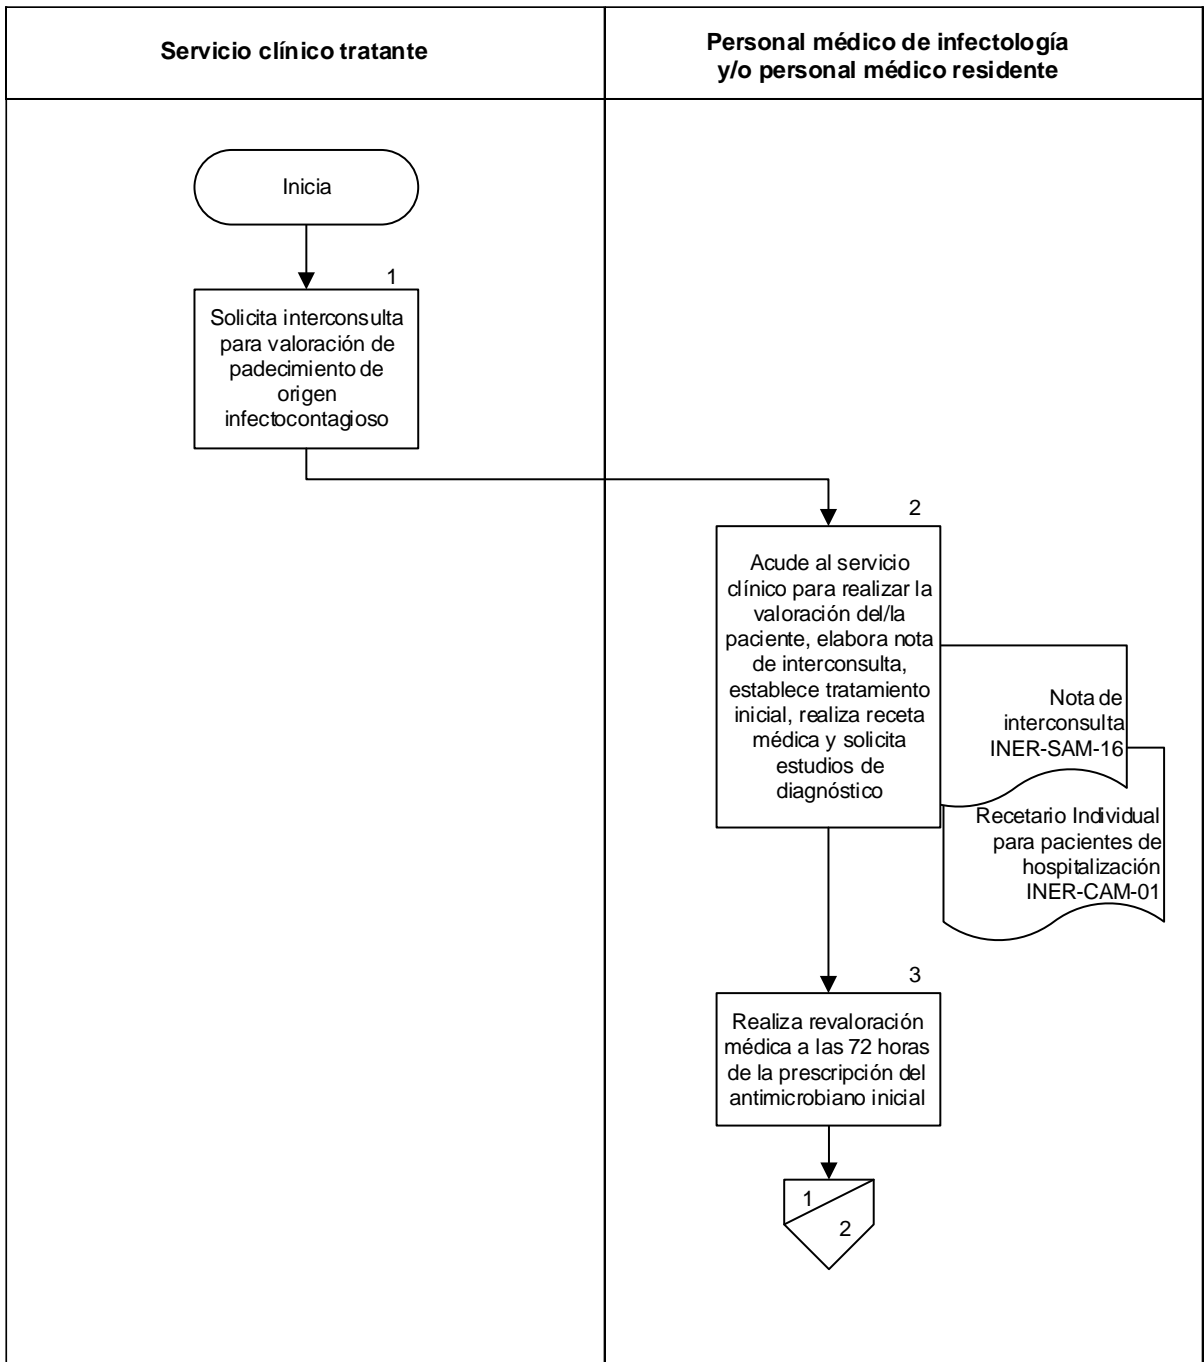 Servicio clínico tratante
Personal médico de infectología
y/o personal médico residente
Inicia
1
Solicita interconsulta
para valoración de
padecimiento de
origen
infectocontagioso
2
Acude al servicio
clínico para realizar la
valoración del/la
paciente, elabora nota
de interconsulta,
establece tratamiento
inicial, realiza receta
médica y solicita
estudios de
diagnóstico
Nota de
interconsulta
INER-SAM-16
Recetario Individual
para pacientes de
hospitalización
INER-CAM-01
3
Realiza revaloración
médica a las 72 horas
de la prescripción del
antimicrobiano inicial
1
2